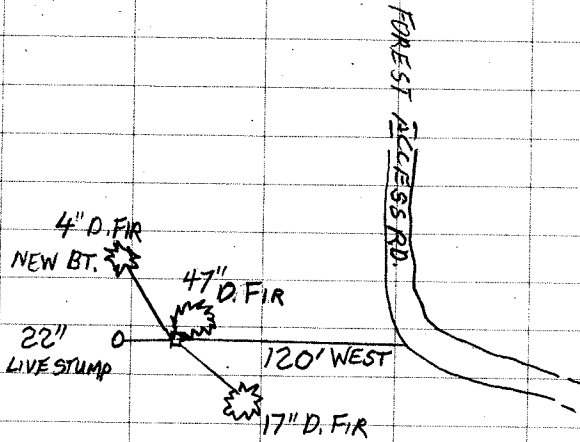 FOREST ACCESS RD.
4" D. FIR
NEW BT.
47"
D. FIR
22"
LIVE STUMP
120' WEST
17" D. FIR